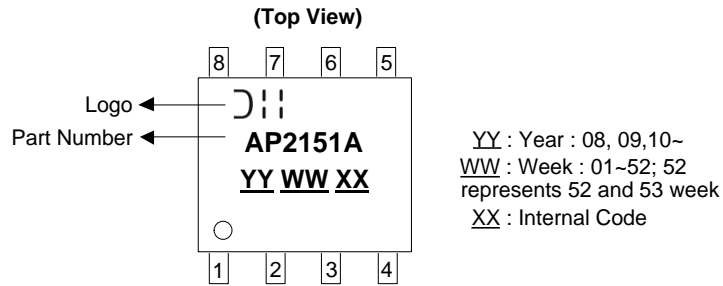 (Top View)
8 7 6 5
Logo
Part Number
AP2151A
YY WW XX
1 2 3 4
YY : Year : 08, 09,10~
WW : Week : 01~52; 52
represents 52 and 53 week
XX : Internal Code